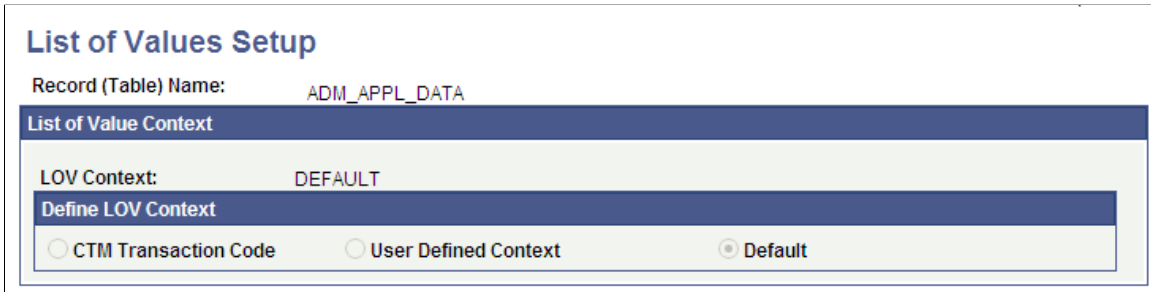 List of Values Setup
Record (Table) Name: ADM_APPL_DATA
List of Value Context
LOV Context: DEFAULT
Define LOV Context
CTM Transaction Code User Defined Context Default